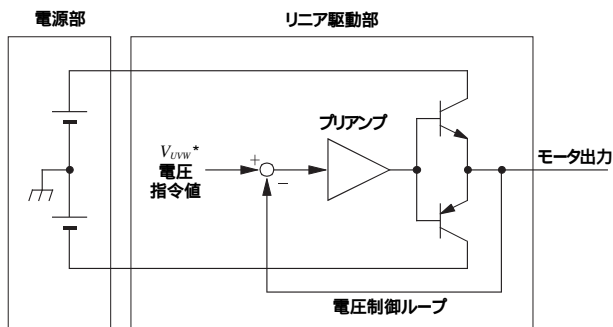 電源部
リニア駆動部
プリアンプ
VUVW*
電圧
指令値
+
−
モータ出力
電圧制御ループ